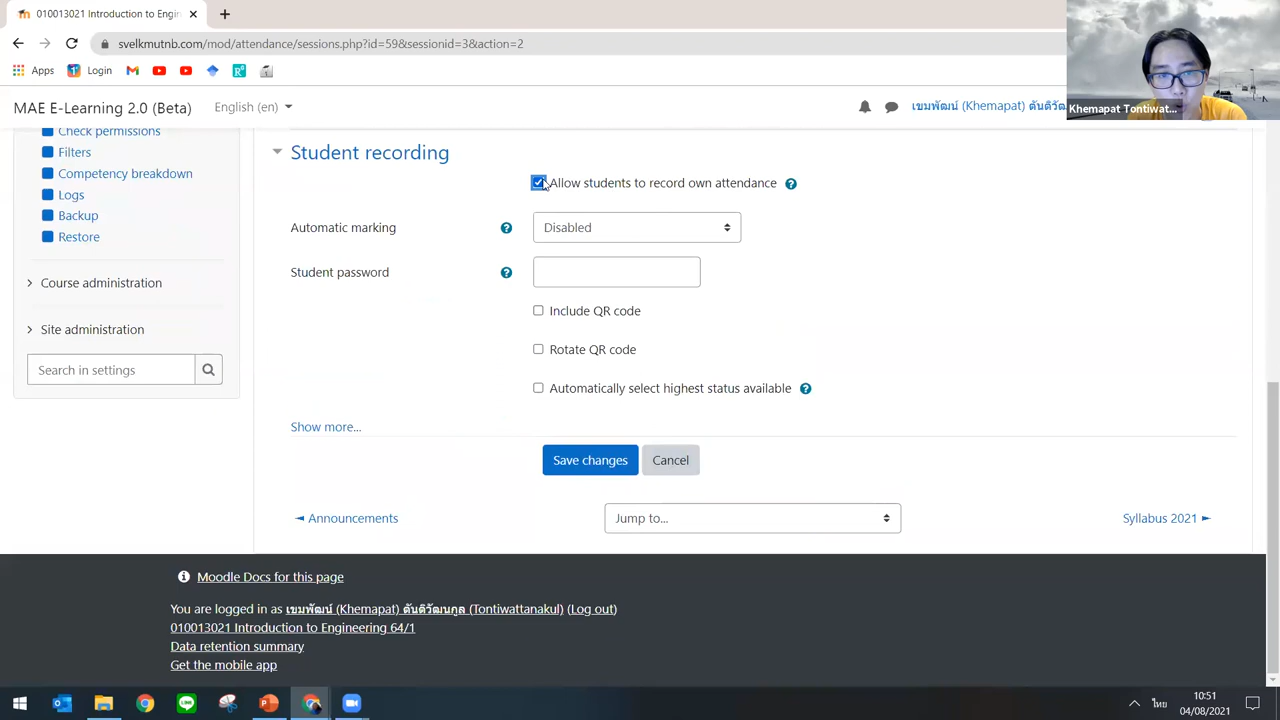 010013021 Introduction to Engin
svelkmutnb.com/mod/attendance/sessions.php?id=59&sessionid=3&action=2
Apps
Login
MAE E-Learning 2.0 (Beta)
English (en)
เขมพัฒน์ (Khemapat) ตันติวั
Khemapat Tontiwat...
Check permissions
Filters
Competency breakdown
Logs
Backup
Restore
Course administration
Site administration
Search in settings
Student recording
Allow students to record own attendance
Automatic marking
Disabled
Student password
Include QR code
Rotate QR code
Automatically select highest status available
Show more...
Save changes
Cancel
◄ Announcements
Jump to...
Syllabus 2021 ►
Moodle Docs for this page
You are logged in as เขมพัฒน์ (Khemapat) ตันติวัฒนกูล (Tontiwattanakul) (Log out)
010013021 Introduction to Engineering 64/1
Data retention summary
Get the mobile app
ไทย
10:51
04/08/2021